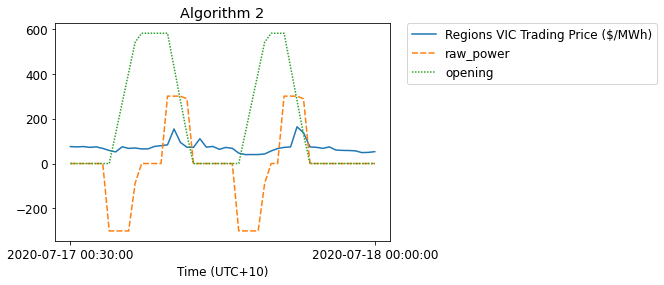 Algorithm 2
600
400
200
0
−200
2020-07-17 00:30:00
2020-07-18 00:00:00
Time (UTC+10)
Regions VIC Trading Price ($/MWh)
raw_power
opening